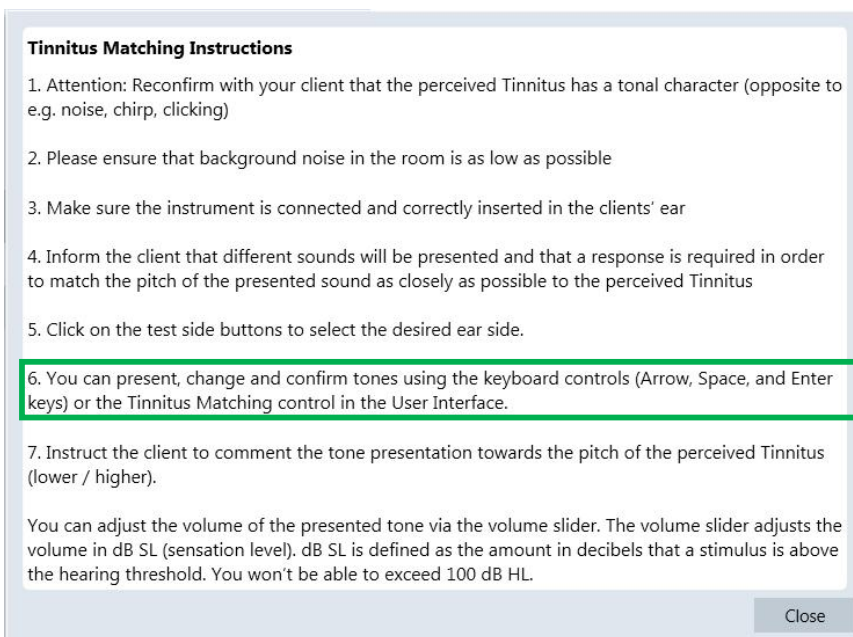 Tinnitus Matching Instructions
1. Attention: Reconfirm with your client that the perceived Tinnitus has a tonal character (opposite to
e.g. noise, chirp, clicking)
2. Please ensure that background noise in the room is as low as possible
3. Make sure the instrument is connected and correctly inserted in the clients' ear
4. Inform the client that different sounds will be presented and that a response is required in order
to match the pitch of the presented sound as closely as possible to the perceived Tinnitus
5. Click on the test side buttons to select the desired ear side.
6. You can present, change and confirm tones using the keyboard controls (Arrow, Space, and Enter
keys) or the Tinnitus Matching control in the User Interface.
7. Instruct the client to comment the tone presentation towards the pitch of the perceived Tinnitus
(lower / higher).
You can adjust the volume of the presented tone via the volume slider. The volume slider adjusts the
volume in dB SL (sensation level). dB SL is defined as the amount in decibels that a stimulus is above
the hearing threshold. You won't be able to exceed 100 dB HL.
Close